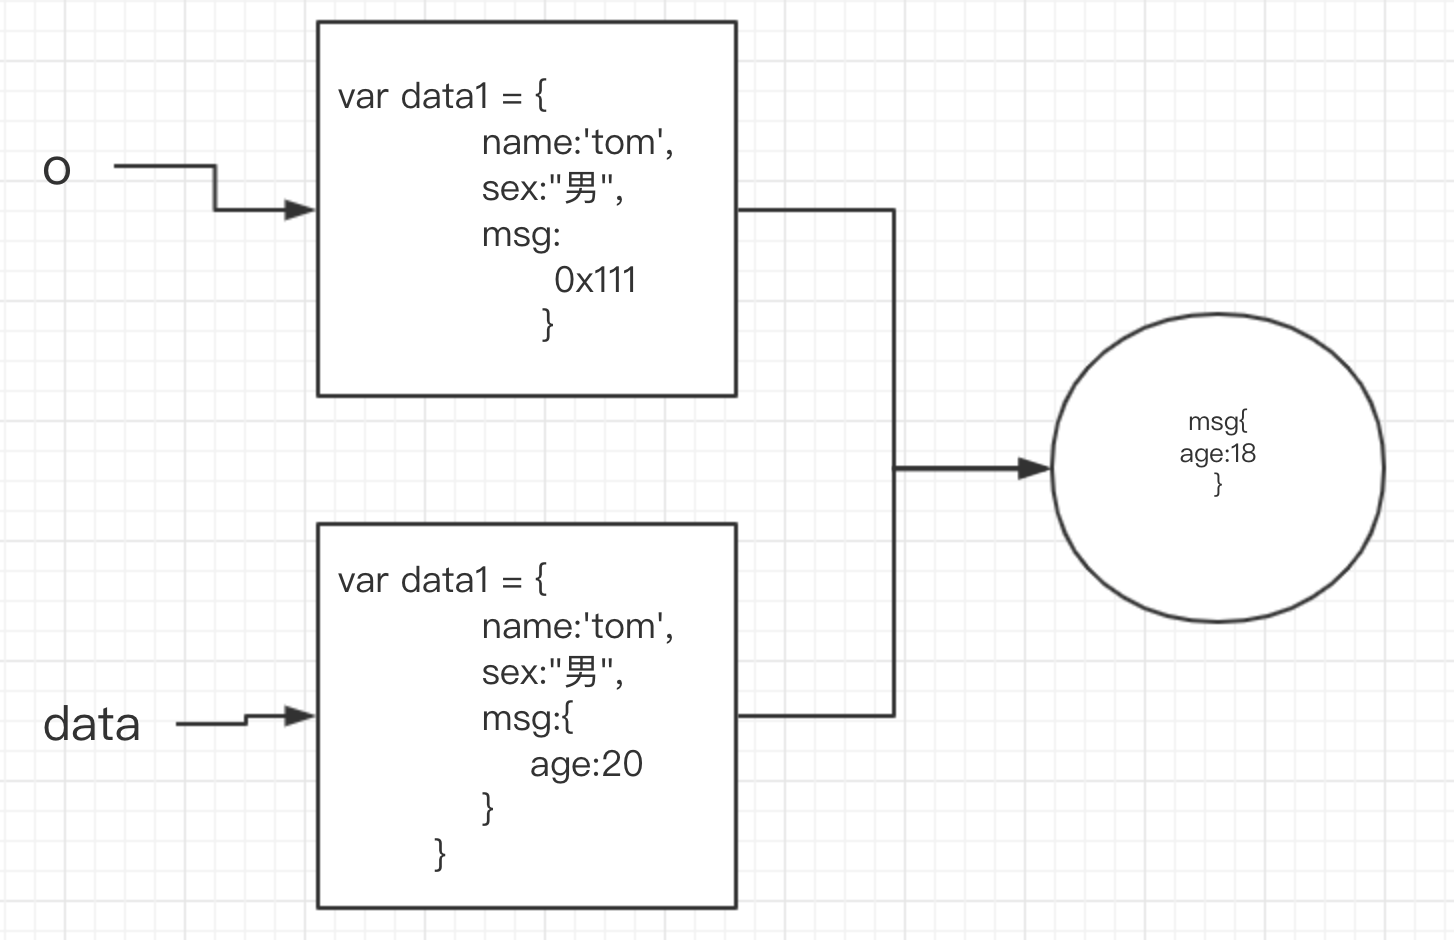 o
var data1 = {
name:'tom',
sex:"男",
msg:
0x111
}
data
var data1 = {
name:'tom',
sex:"男",
msg:{
age:20
}
}
msg{
age:18
}